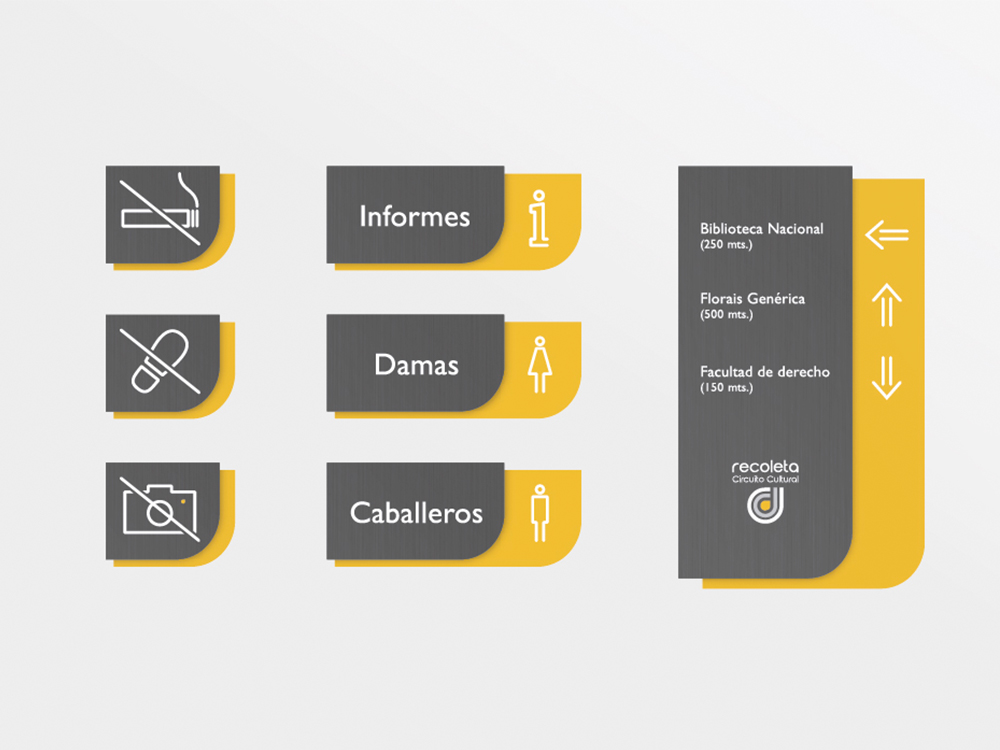 Informes
Damas
Caballeros
Biblioteca Nacional
(250 mts.)
Florais Genérica
(500 mts.)
Facultad de derecho
(150 mts.)
recoleta
Circuito Cultural